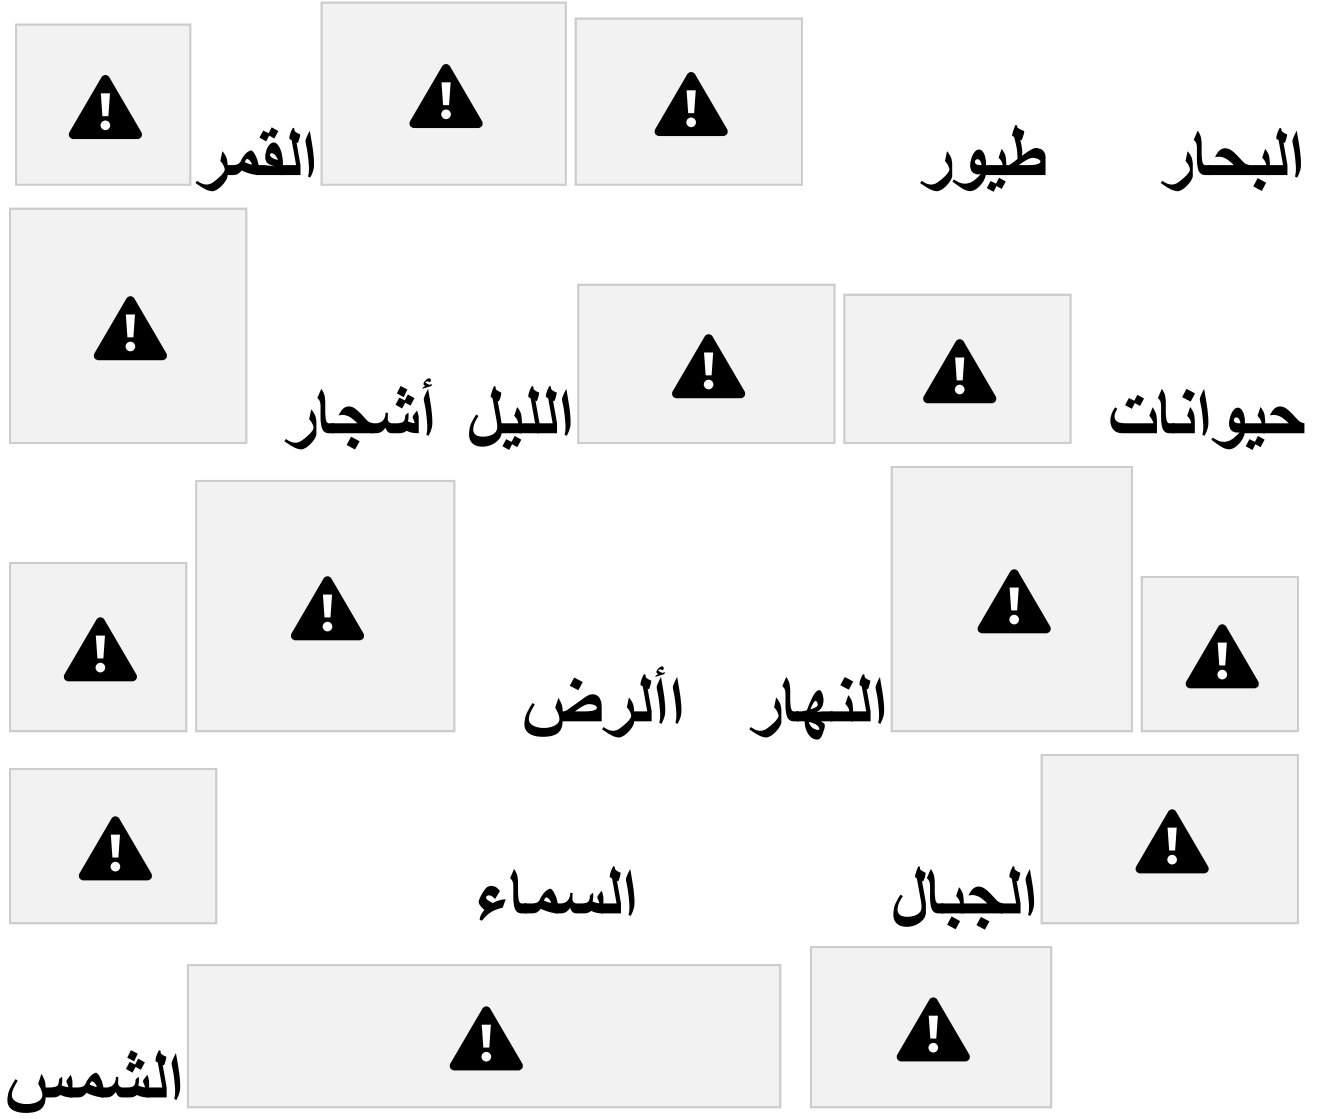 البحار طيور القمر
حيوانات الليل أشجار
النهار األرض
الجبال السماء
الشمس